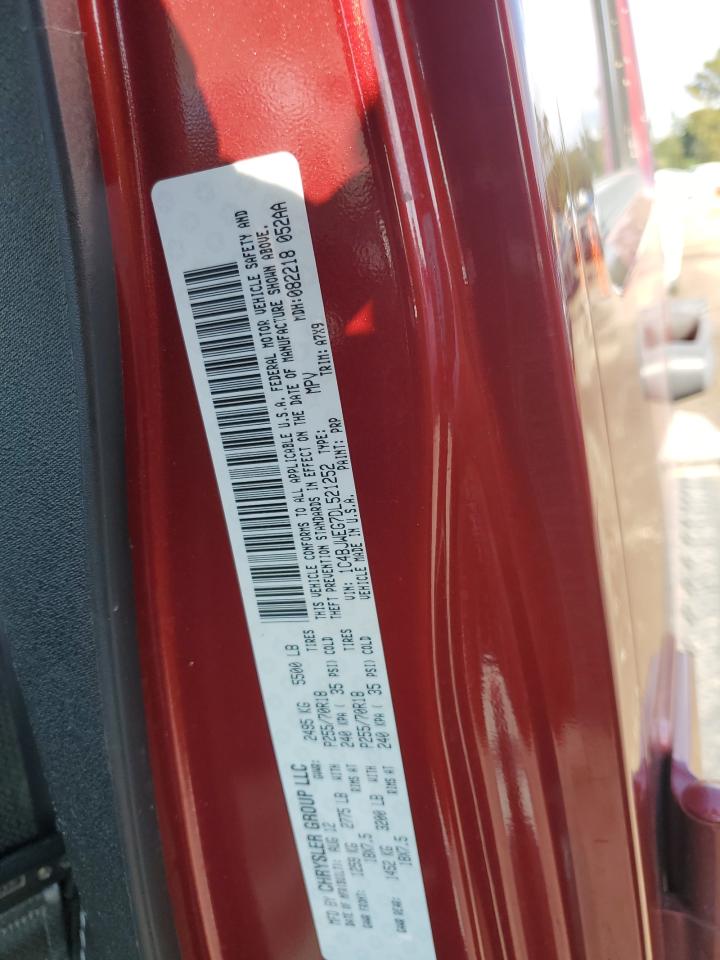 MFD BY CHRYSLER GROUP LLC
DATE OF MFR(BUILT): AUG 12 GVWR: 2495 KG 5500 LB
GAWR FRONT: 1259 KG 2775 LB WITH P255/70R18 TIRES
18X7.5 RIMS AT 240 KPA ( 35 PSI) COLD
GAWR REAR: 1452 KG 3200 LB WITH P255/70R18 TIRES
18X7.5 RIMS AT 240 KPA ( 35 PSI) COLD
THIS VEHICLE CONFORMS TO ALL APPLICABLE U.S.A. FEDERAL MOTOR VEHICLE SAFETY AND
THEFT PREVENTION STANDARDS IN EFFECT ON THE DATE OF MANUFACTURE SHOWN ABOVE.
VIN: 1C4BJWEG7DL521252 TYPE: MPV MDH:082218 052AA
VEHICLE MADE IN U.S.A. PAINT: PRP TRIM: A7X9